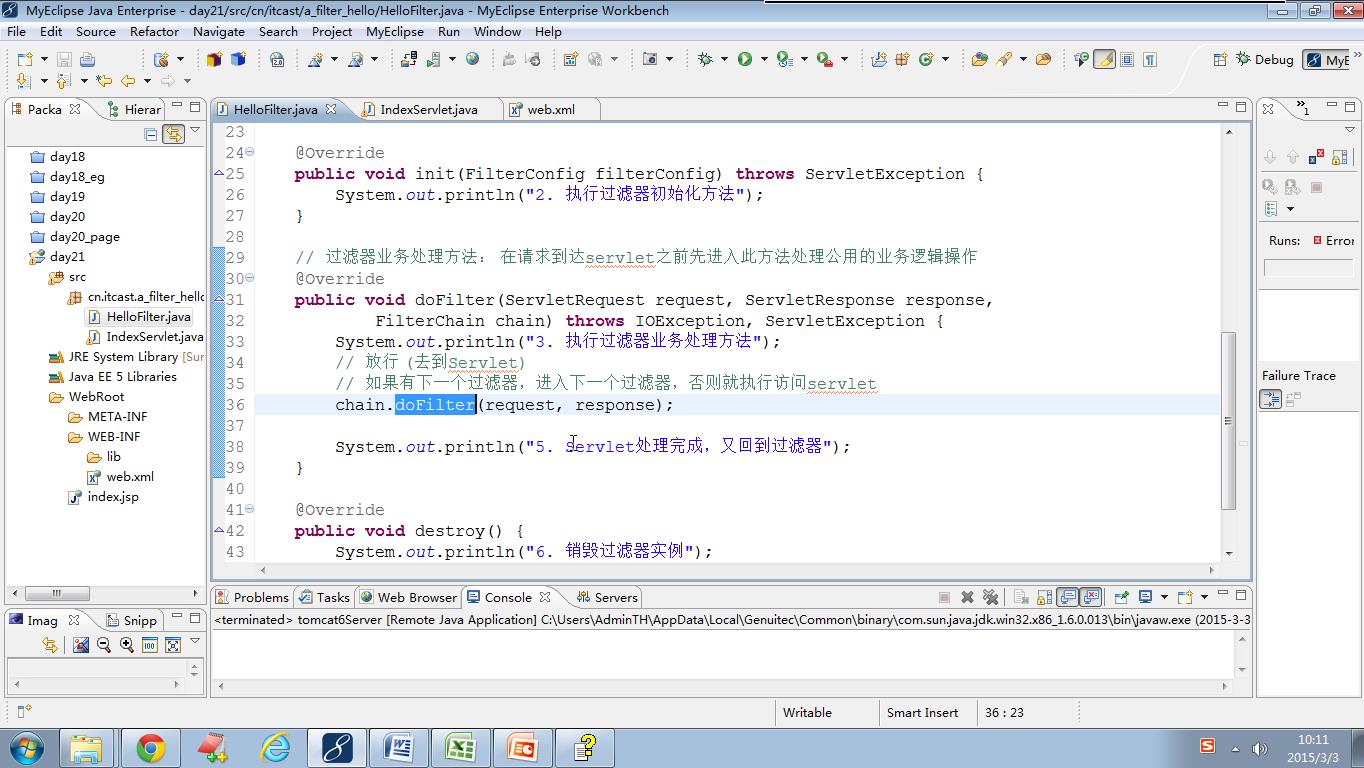 MyEclipse Java Enterprise - day21/src/cn/itcast/a_filter_hello/HelloFilter.java - MyEclipse Enterprise Workbench
File Edit Source Refactor Navigate Search Project MyEclipse Run Window Help
Debug MyE
Packa Hierar
HelloFilter.java IndexServlet.java web.xml
day18
day18_eg
day19
day20
day20_page
day21
src
cn.itcast.a_filter_hello
HelloFilter.java
IndexServlet.java
JRE System Library [Sun
Java EE 5 Libraries
WebRoot
META-INF
WEB-INF
lib
web.xml
index.jsp
23
24 @Override
25 public void init(FilterConfig filterConfig) throws ServletException {
26 System.out.println("2. 执行过滤器初始化方法");
27 }
28
29 // 过滤器业务处理方法： 在请求到达servlet之前先进入此方法处理公用的业务逻辑操作
30 @Override
31 public void doFilter(ServletRequest request, ServletResponse response,
32 FilterChain chain) throws IOException, ServletException {
33 System.out.println("3. 执行过滤器业务处理方法");
34 // 放行 (去到Servlet)
35 // 如果有下一个过滤器，进入下一个过滤器，否则就执行访问servlet
36 chain.doFilter(request, response);
37
38 System.out.println("5. Servlet处理完成，又回到过滤器");
39 }
40
41 @Override
42 public void destroy() {
43 System.out.println("6. 销毁过滤器实例");
1
Runs: Error
Failure Trace
Imag Snipp
Problems Tasks Web Browser Console Servers
<terminated> tomcat6Server [Remote Java Application] C:\Users\AdminTH\AppData\Local\Genuitec\Common\binary\com.sun.java.jdk.win32.x86_1.6.0.013\bin\javaw.exe (2015-3-3
Writable Smart Insert 36 : 23
10:11
2015/3/3